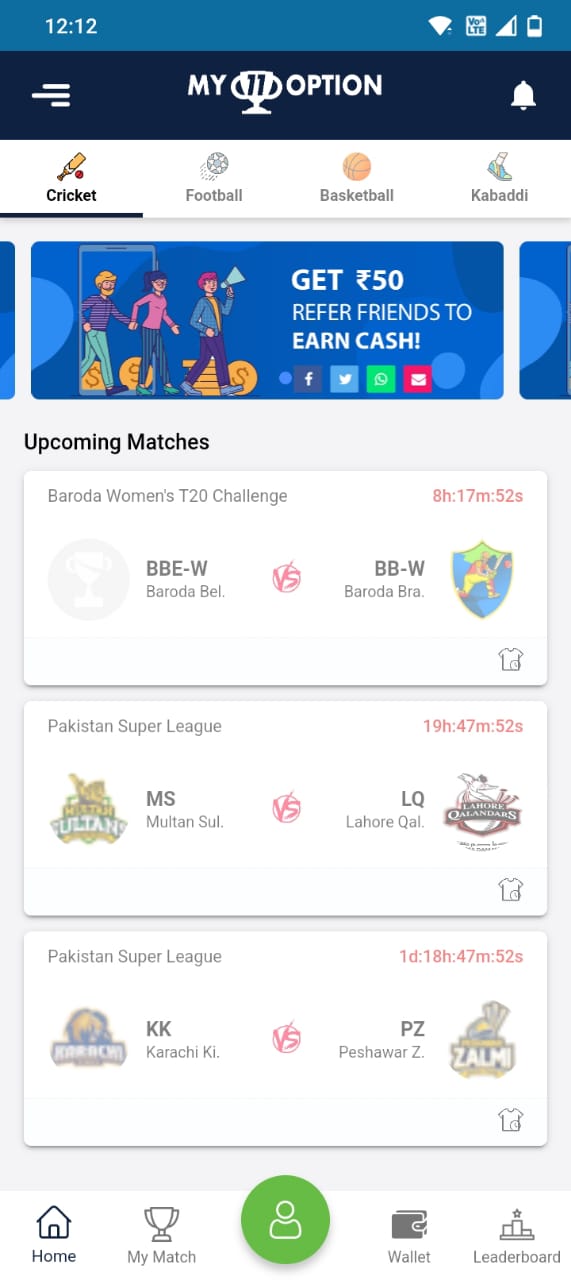 12:12
Vo LTE
MY 11 OPTION
Cricket Football Basketball Kabaddi
GET ₹50
REFER FRIENDS TO
EARN CASH!
Upcoming Matches
Baroda Women's T20 Challenge 8h:17m:52s
BBE-W VS BB-W
Baroda Bel. Baroda Bra.
Pakistan Super League 19h:47m:52s
MS VS LQ
Multan Sul. Lahore Qal.
MULTAN
SULTANS
LAHORE
QALANDARS
Pakistan Super League 1d:18h:47m:52s
KK VS PZ
Karachi Ki. Peshawar Z.
KARACHI
PESHAWAR
ZALMI
Home My Match Wallet Leaderboard